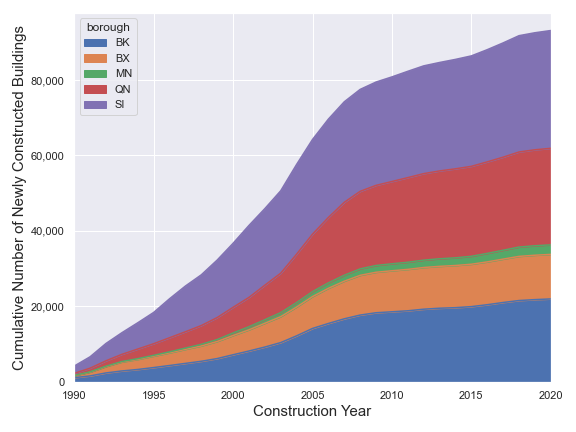 Cumulative Number of Newly Constructed Buildings
borough
BK
BX
MN
QN
SI
80,000
60,000
40,000
20,000
0
1990 1995 2000 2005 2010 2015 2020
Construction Year